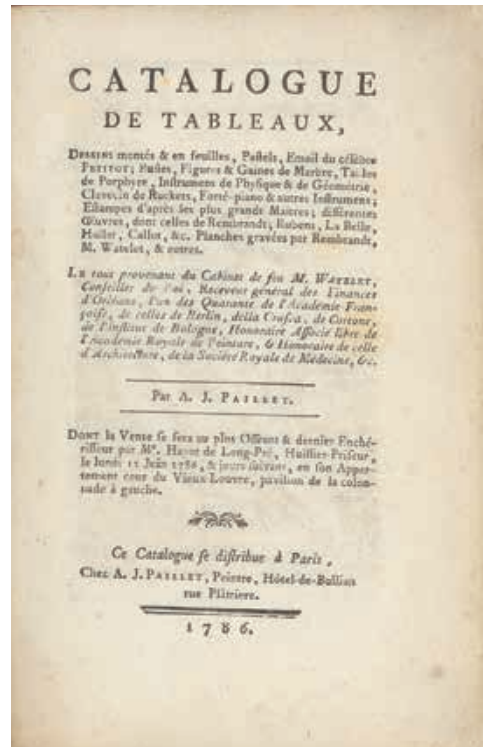 CATALOGUE
DE TABLEAUX,
DESSINS montés & en feuilles, Pastels, Email du célebre
PETITOT; Bustes, Figures & Gaines de Marbre, Tables
de Porphyre, Instrumens de Physique & de Géométrie,
Clavecin de Ruckers, Forté-piano & autres Instrumens;
Estampes d'après les plus grands Maîtres; différentes
Œuvres, dont celles de Rembrandt, Rubens, La Belle,
Hollar, Callot, &c. Planches gravées par Rembrandt,
M. Watelet, & autres.
LE tout provenant du Cabinet de feu M. WATELET,
Conseiller du Roi, Receveur général des Finances
d'Orléans, l'un des Quarante de l'Académie Fran-
çoise, de celles de Berlin, della Crusca, de Cortone,
de l'Institut de Bologne, Honoraire Associé libre de
l'Académie Royale de Peinture, & Honoraire de celle
d'Architecture, de la Société Royale de Médecine, &c.
Par A. J. PAILLET.
DONT la Vente se fera au plus Offrant & dernier Enché-
risseur par Me. Hayot de Long-Pré, Huissier-Priseur,
le lundi 12 Juin 1786, & jours suivans, en son Appar-
tement cour du Vieux Louvre, pavillon de la colon-
nade à gauche.
Ce Catalogue se distribue à Paris,
Chez A. J. PAILLET, Peintre, Hôtel-de-Bullion
rue Plâtriere.
1786.